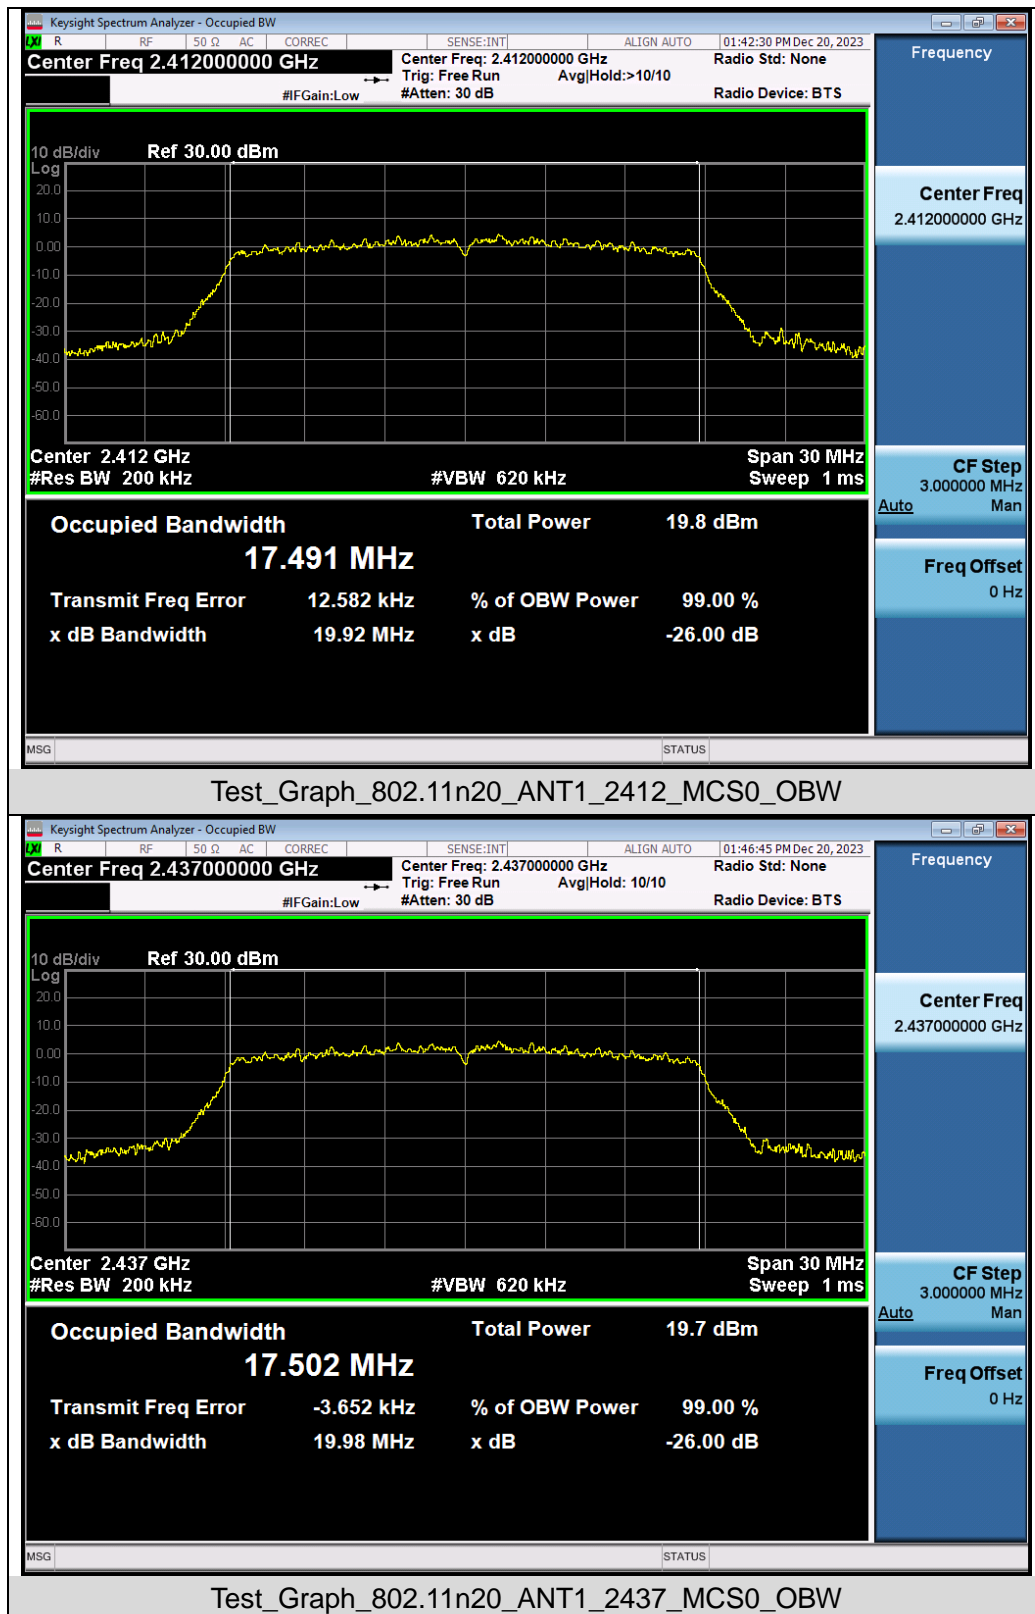 Keysight Spectrum Analyzer - Occupied BW
LXI R RF 50 Ω AC CORREC SENSE:INT ALIGN AUTO 01:42:30 PM Dec 20, 2023
Center Freq 2.412000000 GHz Center Freq: 2.412000000 GHz Radio Std: None Frequency
Trig: Free Run Avg|Hold:>10/10
#IFGain:Low #Atten: 30 dB Radio Device: BTS
10 dB/div Ref 30.00 dBm
Log
20.0
10.0
0.00
-10.0
-20.0
-30.0
-40.0
-50.0
-60.0
Center Freq
2.412000000 GHz
Center 2.412 GHz Span 30 MHz
#Res BW 200 kHz #VBW 620 kHz Sweep 1 ms
CF Step
3.000000 MHz
Auto Man
Occupied Bandwidth Total Power 19.8 dBm
17.491 MHz
Freq Offset
0 Hz
Transmit Freq Error 12.582 kHz % of OBW Power 99.00 %
x dB Bandwidth 19.92 MHz x dB -26.00 dB
MSG STATUS
Test_Graph_802.11n20_ANT1_2412_MCS0_OBW
Keysight Spectrum Analyzer - Occupied BW
LXI R RF 50 Ω AC CORREC SENSE:INT ALIGN AUTO 01:46:45 PM Dec 20, 2023
Center Freq 2.437000000 GHz Center Freq: 2.437000000 GHz Radio Std: None Frequency
Trig: Free Run Avg|Hold: 10/10
#IFGain:Low #Atten: 30 dB Radio Device: BTS
10 dB/div Ref 30.00 dBm
Log
20.0
10.0
0.00
-10.0
-20.0
-30.0
-40.0
-50.0
-60.0
Center Freq
2.437000000 GHz
Center 2.437 GHz Span 30 MHz
#Res BW 200 kHz #VBW 620 kHz Sweep 1 ms
CF Step
3.000000 MHz
Auto Man
Occupied Bandwidth Total Power 19.7 dBm
17.502 MHz
Freq Offset
0 Hz
Transmit Freq Error -3.652 kHz % of OBW Power 99.00 %
x dB Bandwidth 19.98 MHz x dB -26.00 dB
MSG STATUS
Test_Graph_802.11n20_ANT1_2437_MCS0_OBW